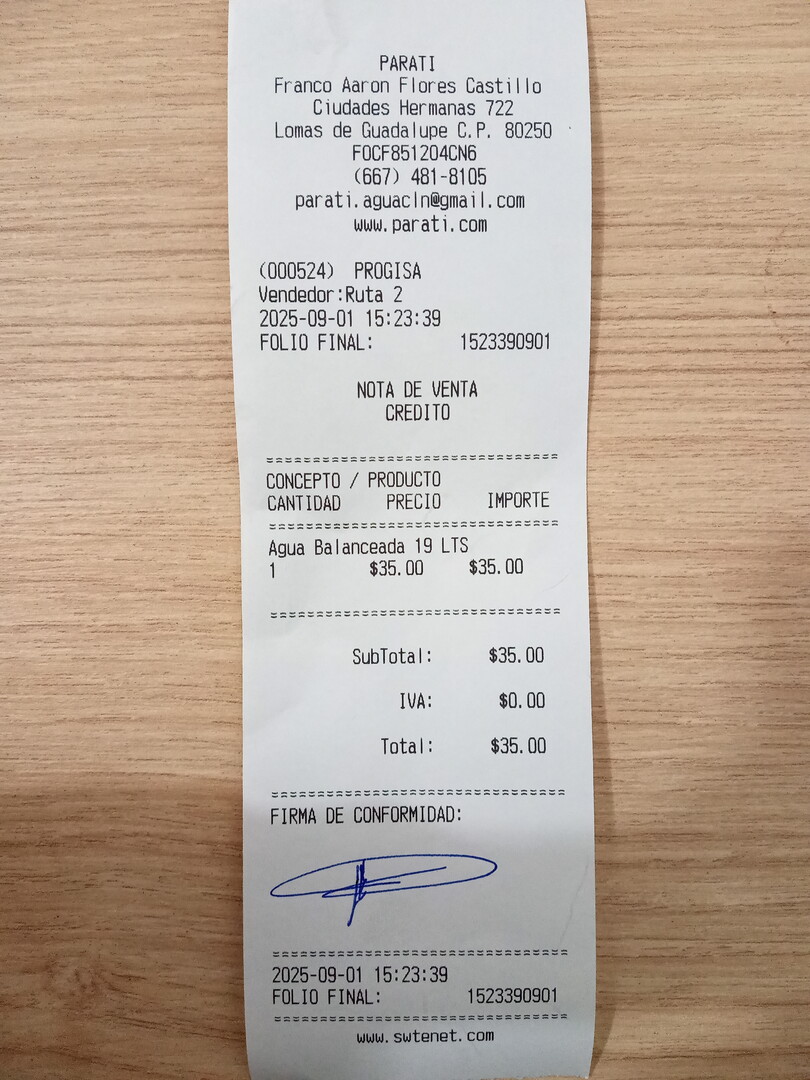 PARATI
Franco Aaron Flores Castillo
Ciudades Hermanas 722
Lomas de Guadalupe C.P. 80250
FOCF851204CN6
(667) 481-8105
parati.aguacln@gmail.com
www.parati.com
(000524) PROGISA
Vendedor:Ruta 2
2025-09-01 15:23:39
FOLIO FINAL: 1523390901
NOTA DE VENTA
CREDITO
==============================
CONCEPTO / PRODUCTO
CANTIDAD PRECIO IMPORTE
==============================
Agua Balanceada 19 LTS
1 $35.00 $35.00
==============================
SubTotal: $35.00
IVA: $0.00
Total: $35.00
==============================
FIRMA DE CONFORMIDAD:
==============================
2025-09-01 15:23:39
FOLIO FINAL: 1523390901
==============================
www.swtenet.com